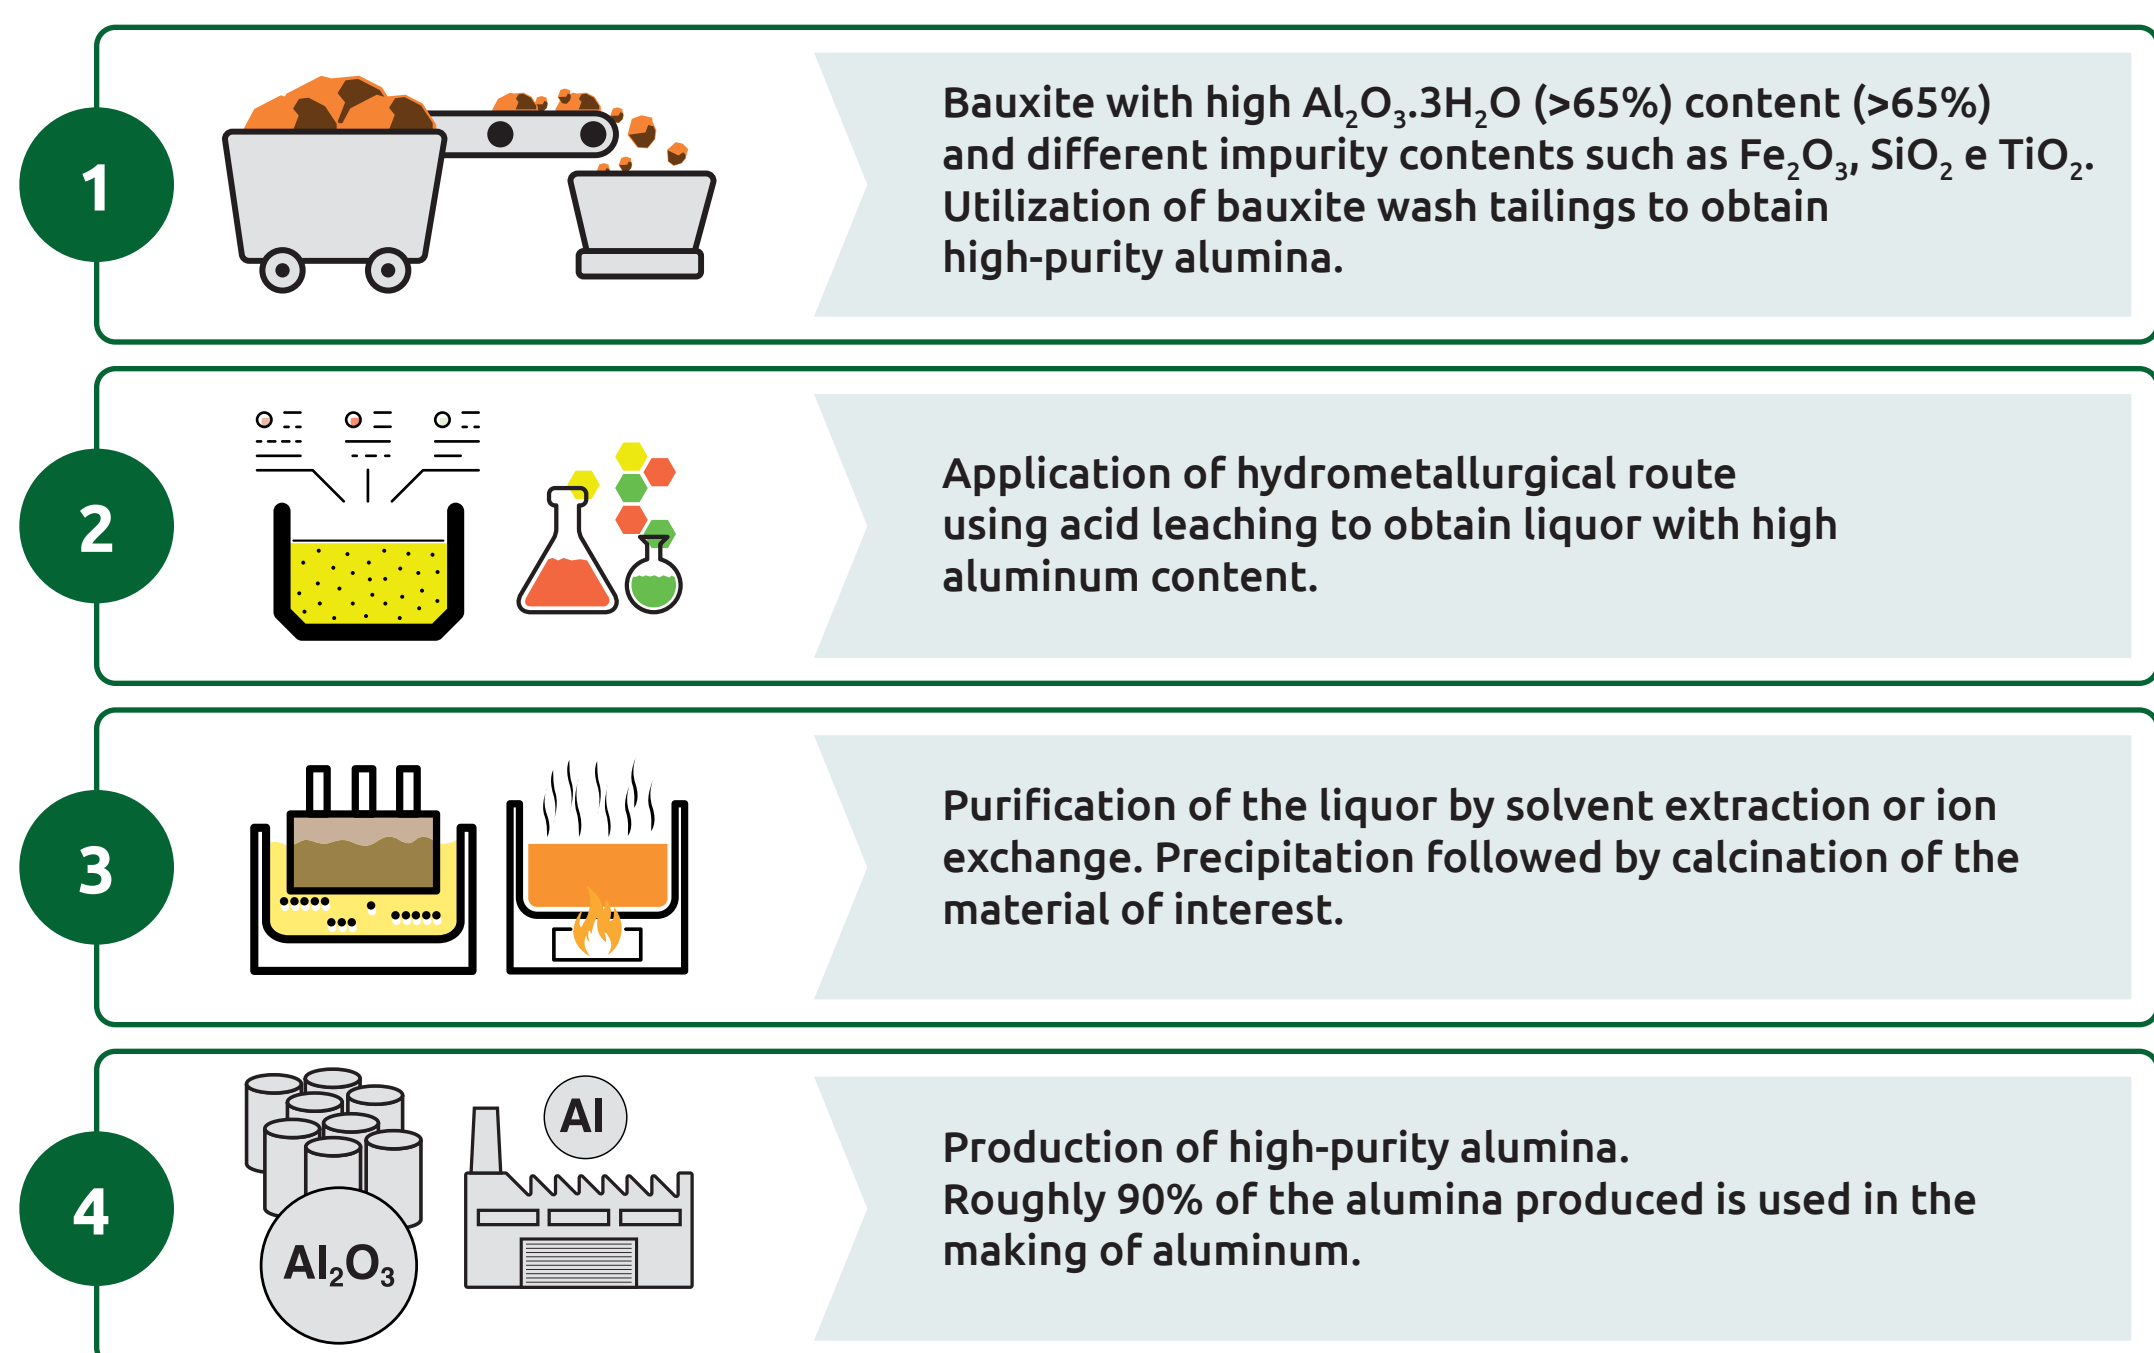 1
Bauxite with high Al₂O₃.3H₂O (>65%) content (>65%)
and different impurity contents such as Fe₂O₃, SiO₂ e TiO₂.
Utilization of bauxite wash tailings to obtain
high-purity alumina.
2
Application of hydrometallurgical route
using acid leaching to obtain liquor with high
aluminum content.
3
Purification of the liquor by solvent extraction or ion
exchange. Precipitation followed by calcination of the
material of interest.
4
Al₂O₃
Al
Production of high-purity alumina.
Roughly 90% of the alumina produced is used in the
making of aluminum.